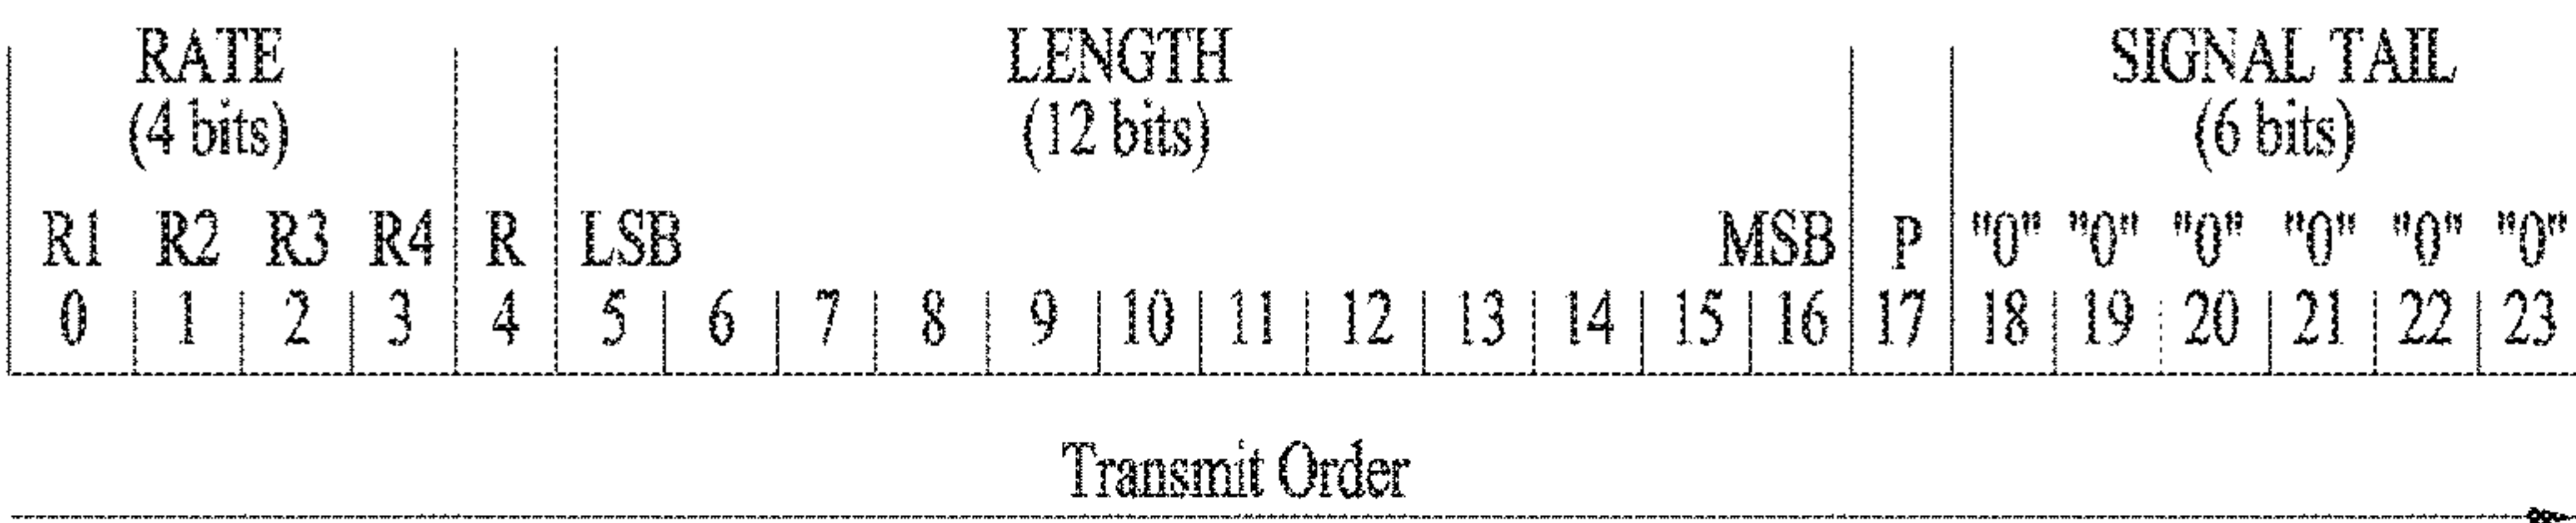 RATE LENGTH SIGNAL TAIL
(4 bits) (12 bits) (6 bits)
R1 R2 R3 R4 R LSB MSB P "0" "0" "0" "0" "0" "0"
0 1 2 3 4 5 6 7 8 9 10 11 12 13 14 15 16 17 18 19 20 21 22 23
Transmit Order